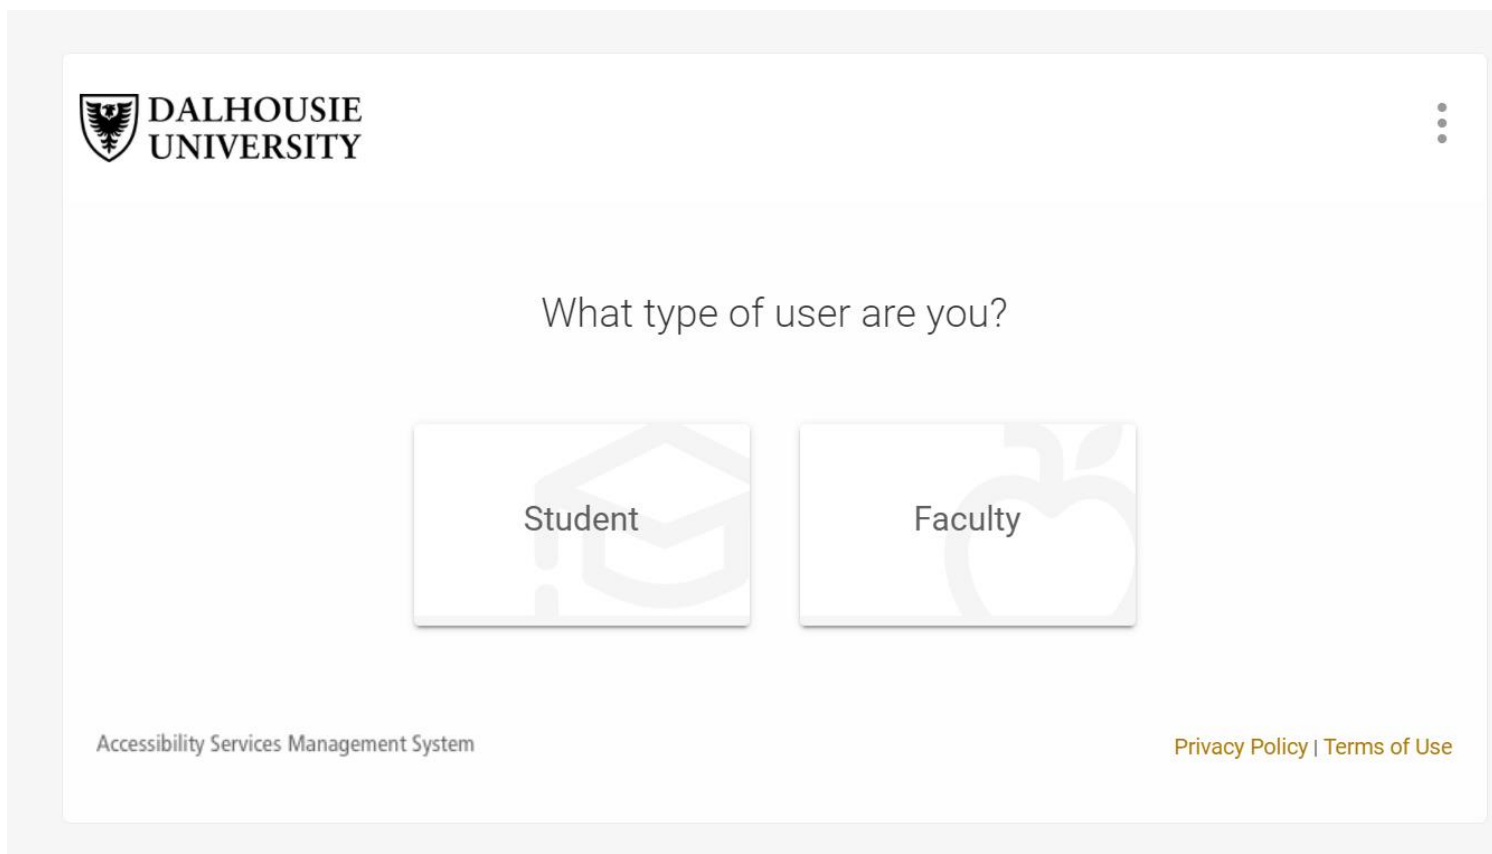 DALHOUSIE
UNIVERSITY
What type of user are you?
Student
Faculty
Accessibility Services Management System
Privacy Policy | Terms of Use